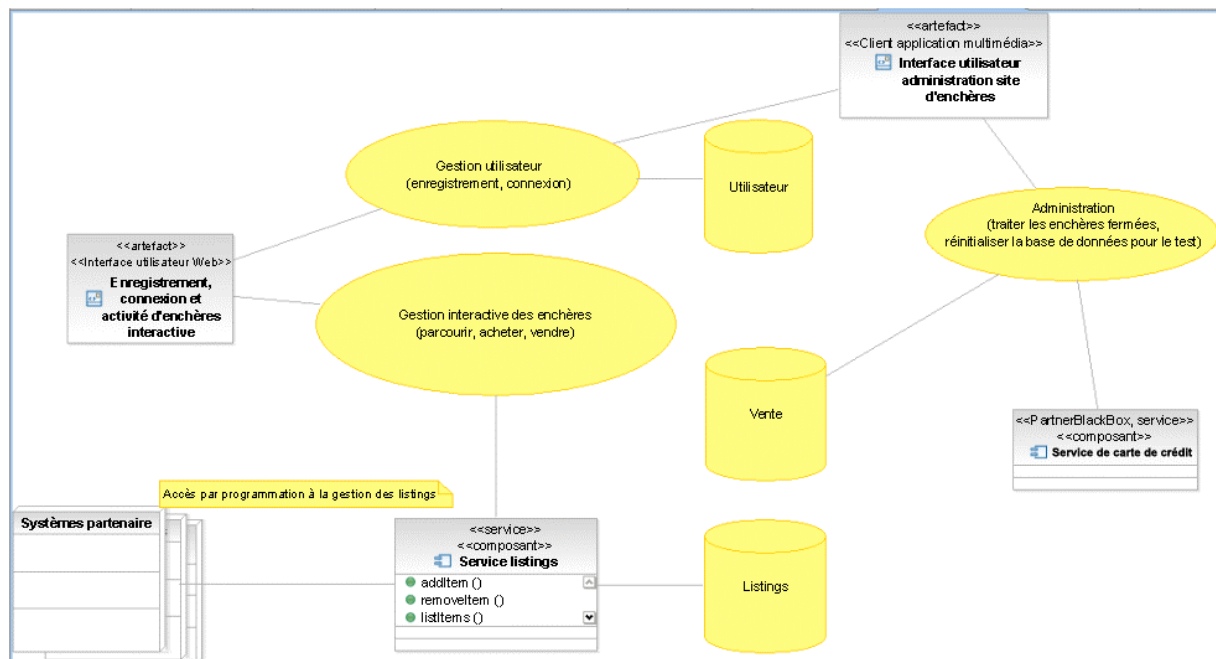 <<artefact>>
<<Client application multimédia>>
Interface utilisateur
administration site
d'enchères
Gestion utilisateur
(enregistrement, connexion)
Utilisateur
Administration
(traiter les enchères fermées,
réinitialiser la base de données pour le test)
<<artefact>>
<<Interface utilisateur Web>>
Enregistrement,
connexion et
activité d'enchères
interactive
Gestion interactive des enchères
(parcourir, acheter, vendre)
Vente
<<PartnerBlackBox, service>>
<<composant>>
Service de carte de crédit
Accès par programmation à la gestion des listings
Systèmes partenaire
<<service>>
<<composant>>
Service listings
addItem ()
removeItem ()
listItems ()
Listings